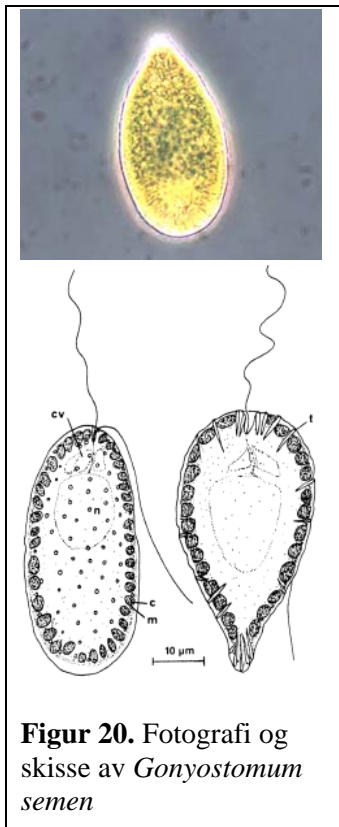 cv
t
n
c
m
10 µm
Figur 20. Fotografi og
skisse av Gonyostomum
semen